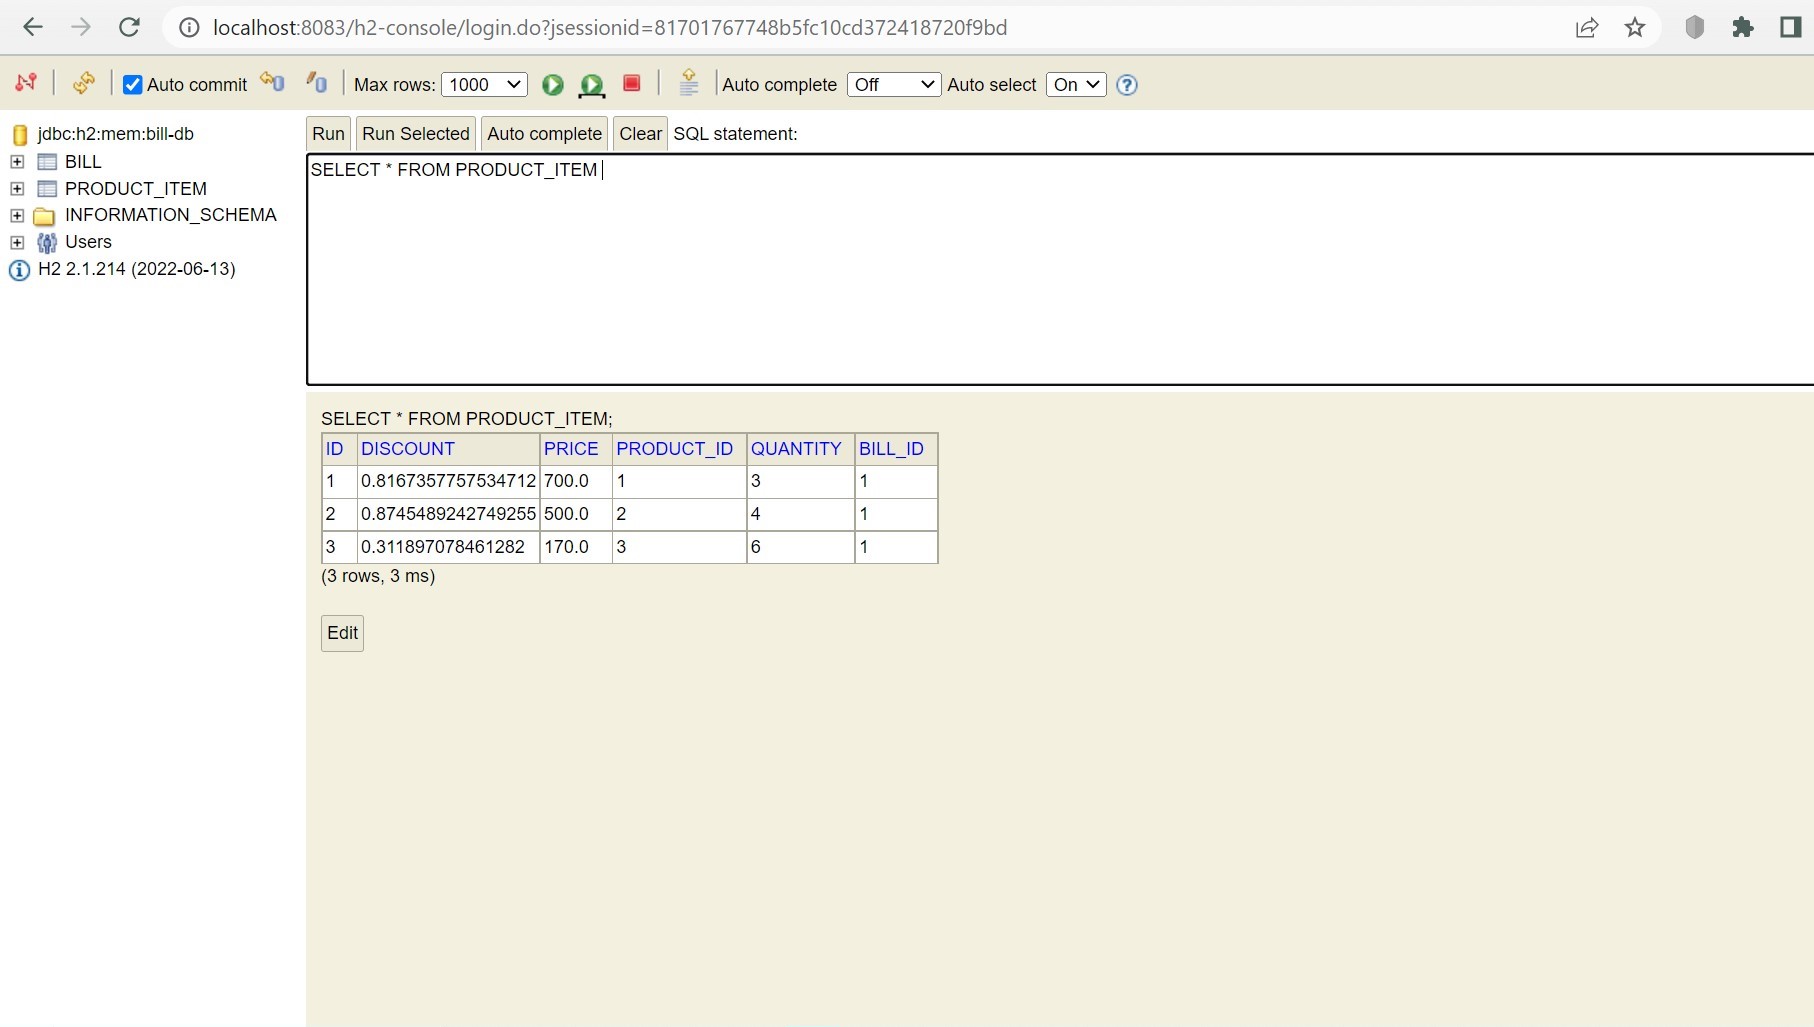 localhost:8083/h2-console/login.do?jsessionid=81701767748b5fc10cd372418720f9bd
Auto commit Max rows: 1000 Auto complete Off Auto select On ?
jdbc:h2:mem:bill-db
BILL
PRODUCT_ITEM
INFORMATION_SCHEMA
Users
H2 2.1.214 (2022-06-13)
Run Run Selected Auto complete Clear SQL statement:
SELECT * FROM PRODUCT_ITEM
SELECT * FROM PRODUCT_ITEM;
ID DISCOUNT PRICE PRODUCT_ID QUANTITY BILL_ID
1 0.8167357757534712 700.0 1 3 1
2 0.8745489242749255 500.0 2 4 1
3 0.311897078461282 170.0 3 6 1
(3 rows, 3 ms)
Edit